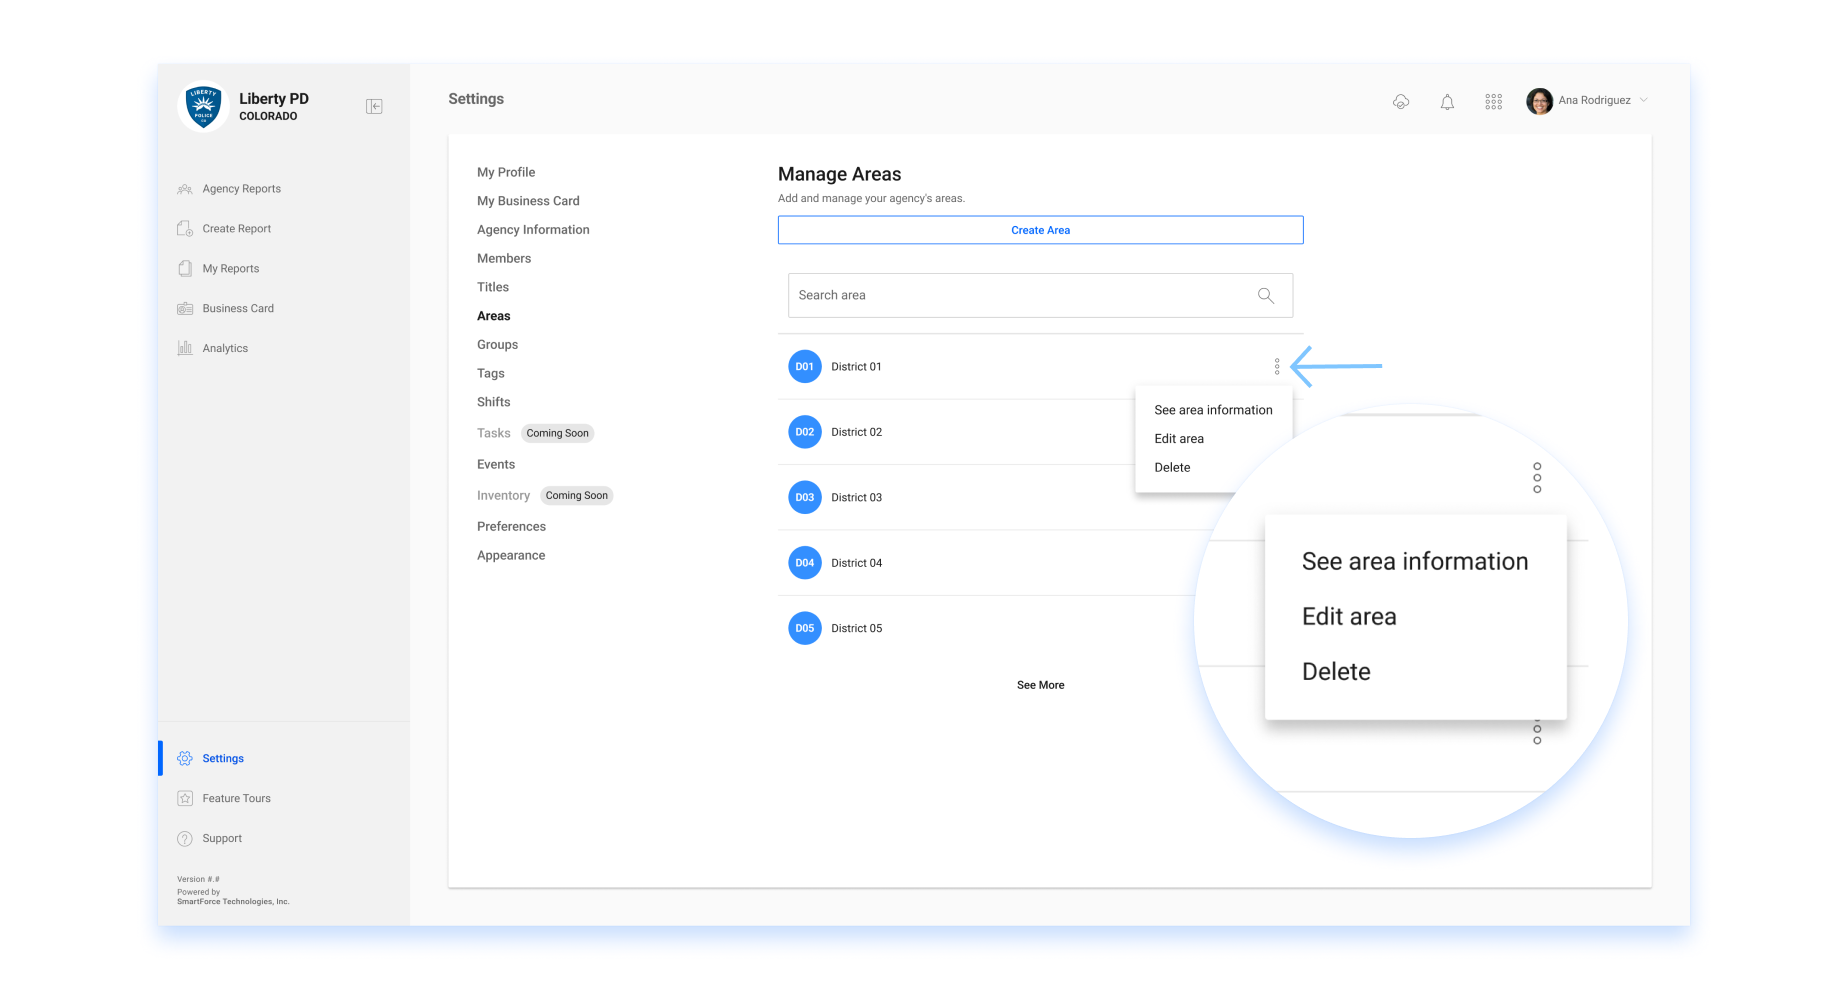 LIBERTY
POLICE
CO
Liberty PD
COLORADO
Agency Reports
Create Report
My Reports
Business Card
Analytics
Settings
Feature Tours
Support
Version #.#
Powered by
SmartForce Technologies, Inc.
Settings
Ana Rodriguez
My Profile
My Business Card
Agency Information
Members
Titles
Areas
Groups
Tags
Shifts
Tasks Coming Soon
Events
Inventory Coming Soon
Preferences
Appearance
Manage Areas
Add and manage your agency's areas.
Create Area
Search area
D01 District 01
D02 District 02
D03 District 03
D04 District 04
D05 District 05
See More
See area information
Edit area
Delete
See area information
Edit area
Delete